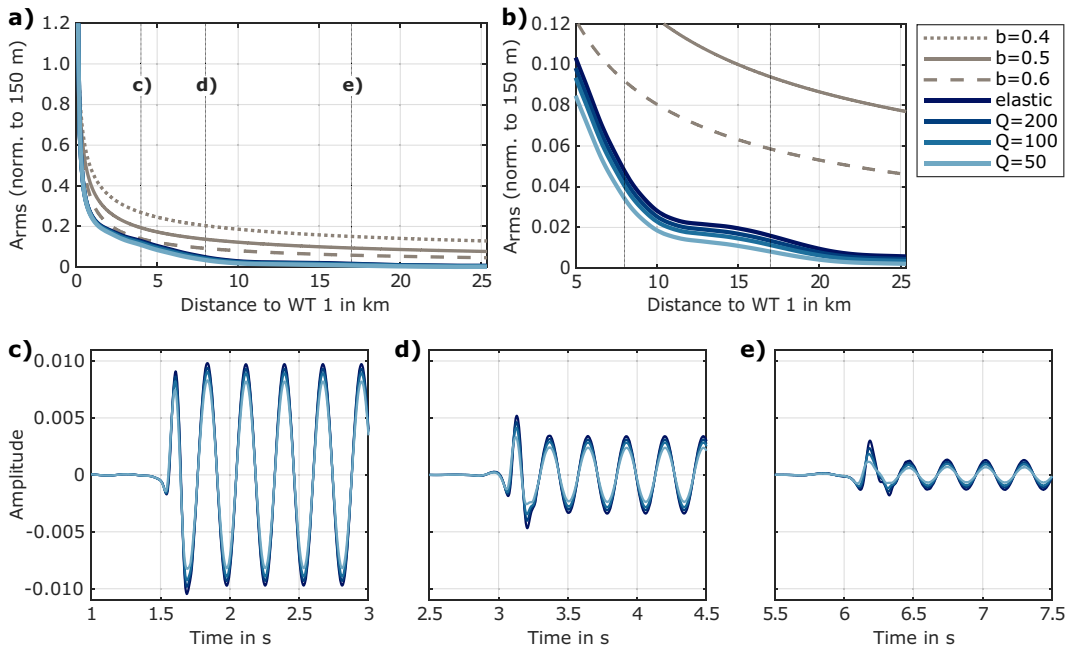 a)
1.2
1
0.8
0.6
0.4
0.2
0
c)
d)
e)
0
5
10
15
20
25
Arms (norm. to 150 m)
Distance to WT 1 in km
b)
0.12
0.10
0.08
0.06
0.04
0.02
0
5
10
15
20
25
Arms (norm. to 150 m)
Distance to WT 1 in km
b=0.4
b=0.5
b=0.6
elastic
Q=200
Q=100
Q=50
c)
0.010
0.005
0
-0.005
-0.010
1
1.5
2
2.5
3
Amplitude
Time in s
d)
2.5
3
3.5
4
4.5
Time in s
e)
5.5
6
6.5
7
7.5
Time in s